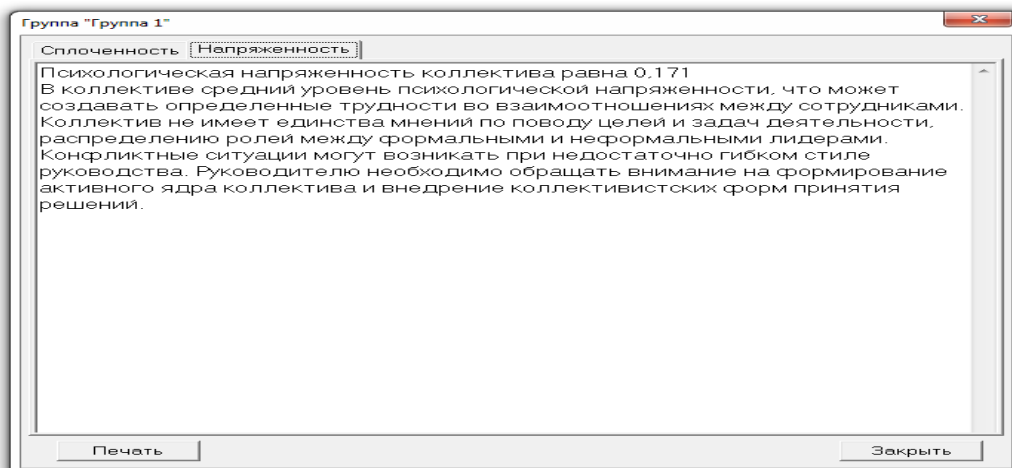 Группа "Группа 1"
Сплоченность Напряженность
Психологическая напряженность коллектива равна 0,171
В коллективе средний уровень психологической напряженности, что может
создавать определенные трудности во взаимоотношениях между сотрудниками.
Коллектив не имеет единства мнений по поводу целей и задач деятельности,
распределению ролей между формальными и неформальными лидерами.
Конфликтные ситуации могут возникать при недостаточно гибком стиле
руководства. Руководителю необходимо обращать внимание на формирование
активного ядра коллектива и внедрение коллективистских форм принятия
решений.
Печать Закрыть